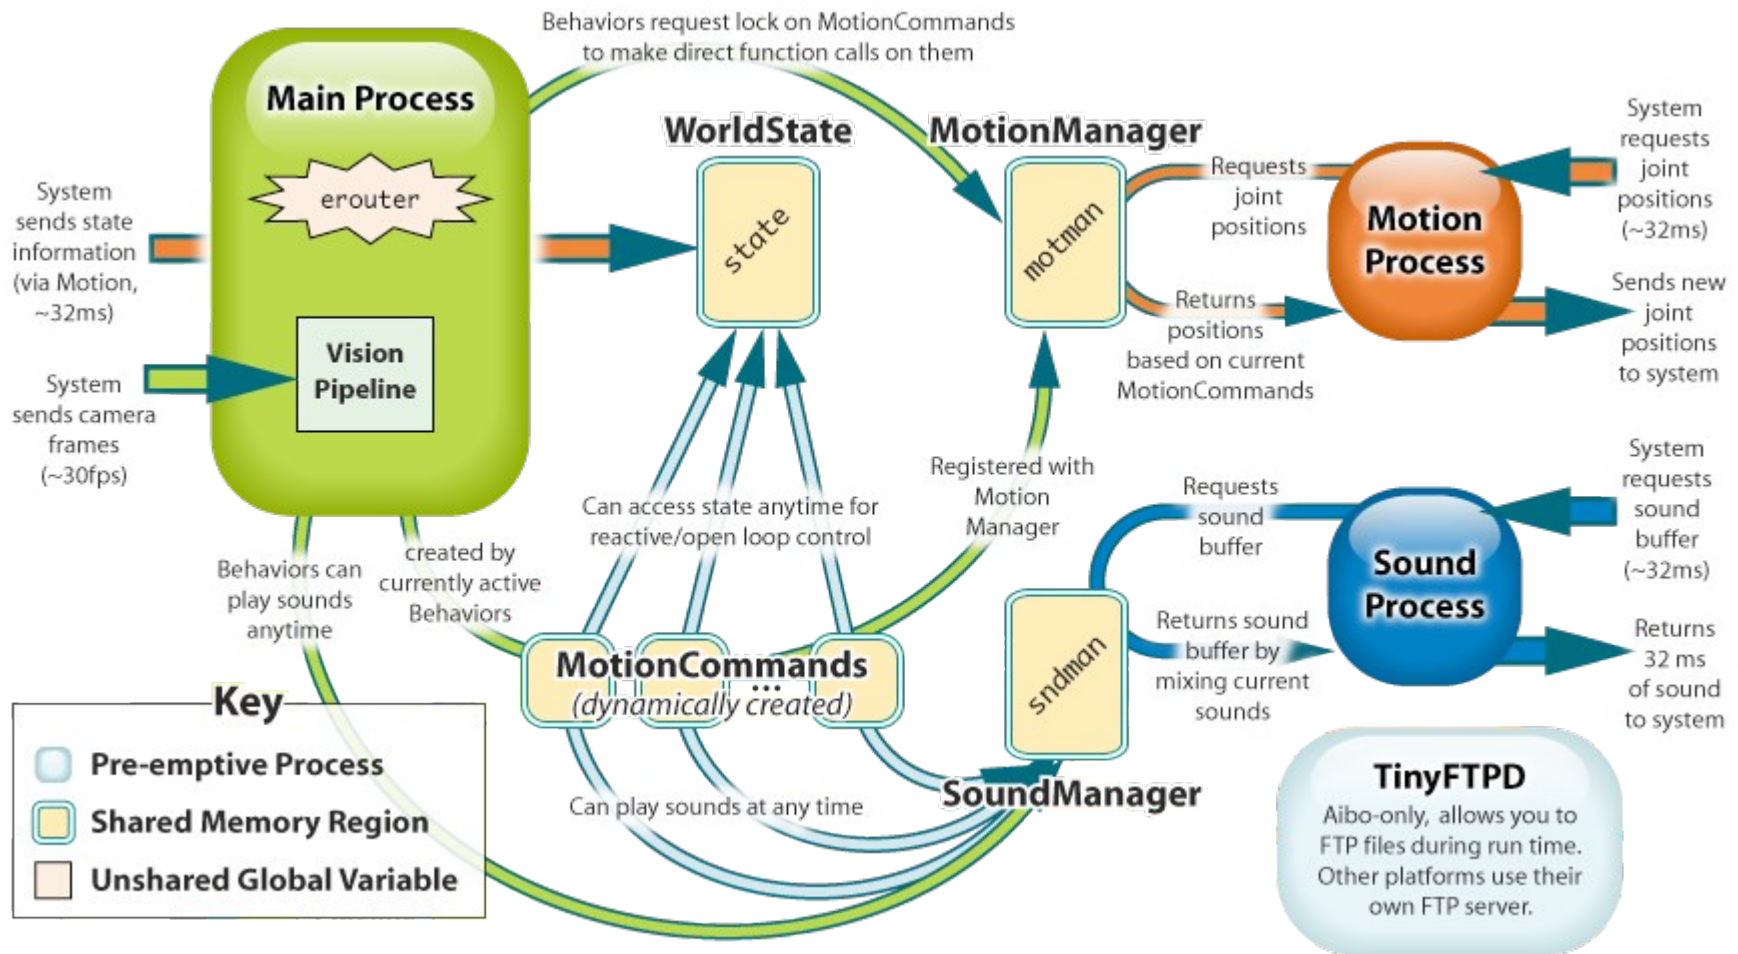 Behaviors request lock on MotionCommands
to make direct function calls on them
Main Process
erouter
Vision
Pipeline
System
sends state
information
(via Motion,
~32ms)
System
sends camera
frames
(~30fps)
WorldState
state
MotionManager
motman
Requests
joint
positions
Returns
positions
based on current
MotionCommands
Motion
Process
System
requests
joint
positions
(~32ms)
Sends new
joint
positions
to system
Can access state anytime for
reactive/open loop control
Registered with
Motion
Manager
Behaviors can
play sounds
anytime
created by
currently active
Behaviors
MotionCommands
...
(dynamically created)
Can play sounds at any time
sndman
SoundManager
Requests
sound
buffer
Returns sound
buffer by
mixing current
sounds
Sound
Process
System
requests
sound
buffer
(~32ms)
Returns
32 ms
of sound
to system
Key
Pre-emptive Process
Shared Memory Region
Unshared Global Variable
TinyFTPD
Aibo-only, allows you to
FTP files during run time.
Other platforms use their
own FTP server.